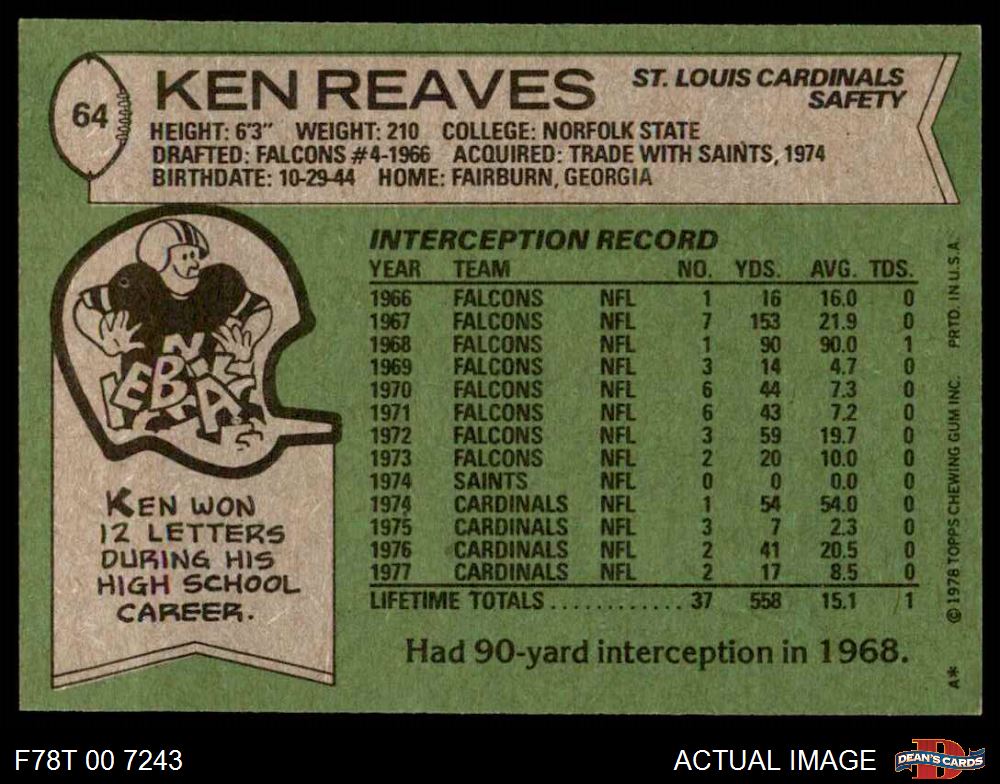 64
KEN REAVES
ST. LOUIS CARDINALS
SAFETY
HEIGHT: 6'3" WEIGHT: 210 COLLEGE: NORFOLK STATE
DRAFTED: FALCONS #4-1966 ACQUIRED: TRADE WITH SAINTS, 1974
BIRTHDATE: 10-29-44 HOME: FAIRBURN, GEORGIA
INTERCEPTION RECORD
YEAR TEAM NO. YDS. AVG. TDS.
1966 FALCONS NFL 1 16 16.0 0
1967 FALCONS NFL 7 153 21.9 0
1968 FALCONS NFL 1 90 90.0 1
1969 FALCONS NFL 3 14 4.7 0
1970 FALCONS NFL 6 44 7.3 0
1971 FALCONS NFL 6 43 7.2 0
1972 FALCONS NFL 3 59 19.7 0
1973 FALCONS NFL 2 20 10.0 0
1974 SAINTS NFL 0 0 0.0 0
1974 CARDINALS NFL 1 54 54.0 0
1975 CARDINALS NFL 3 7 2.3 0
1976 CARDINALS NFL 2 41 20.5 0
1977 CARDINALS NFL 2 17 8.5 0
LIFETIME TOTALS............ 37 558 15.1 1
Had 90-yard interception in 1968.
KEN WON
12 LETTERS
DURING HIS
HIGH SCHOOL
CAREER.
A* © 1978 TOPPS CHEWING GUM INC. PRTD. IN U.S.A.
F78T 00 7243
ACTUAL IMAGE
DEAN'S CARDS